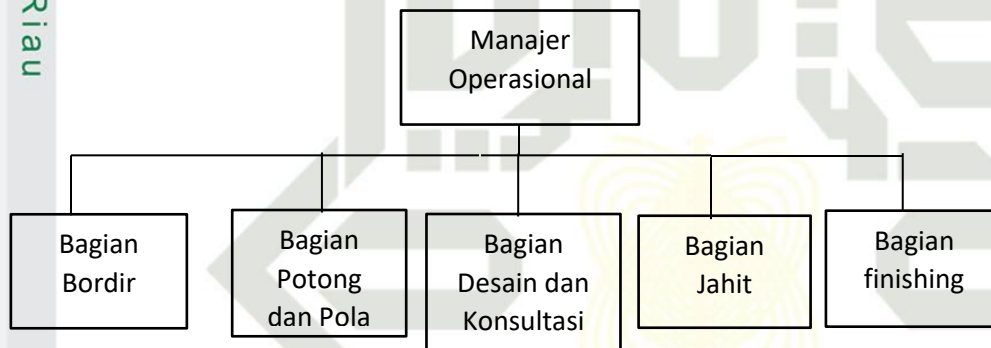 Riau
Manajer
Operasional
Bagian
Bordir
Bagian
Potong
dan Pola
Bagian
Desain dan
Konsultasi
Bagian
Jahit
Bagian
finishing